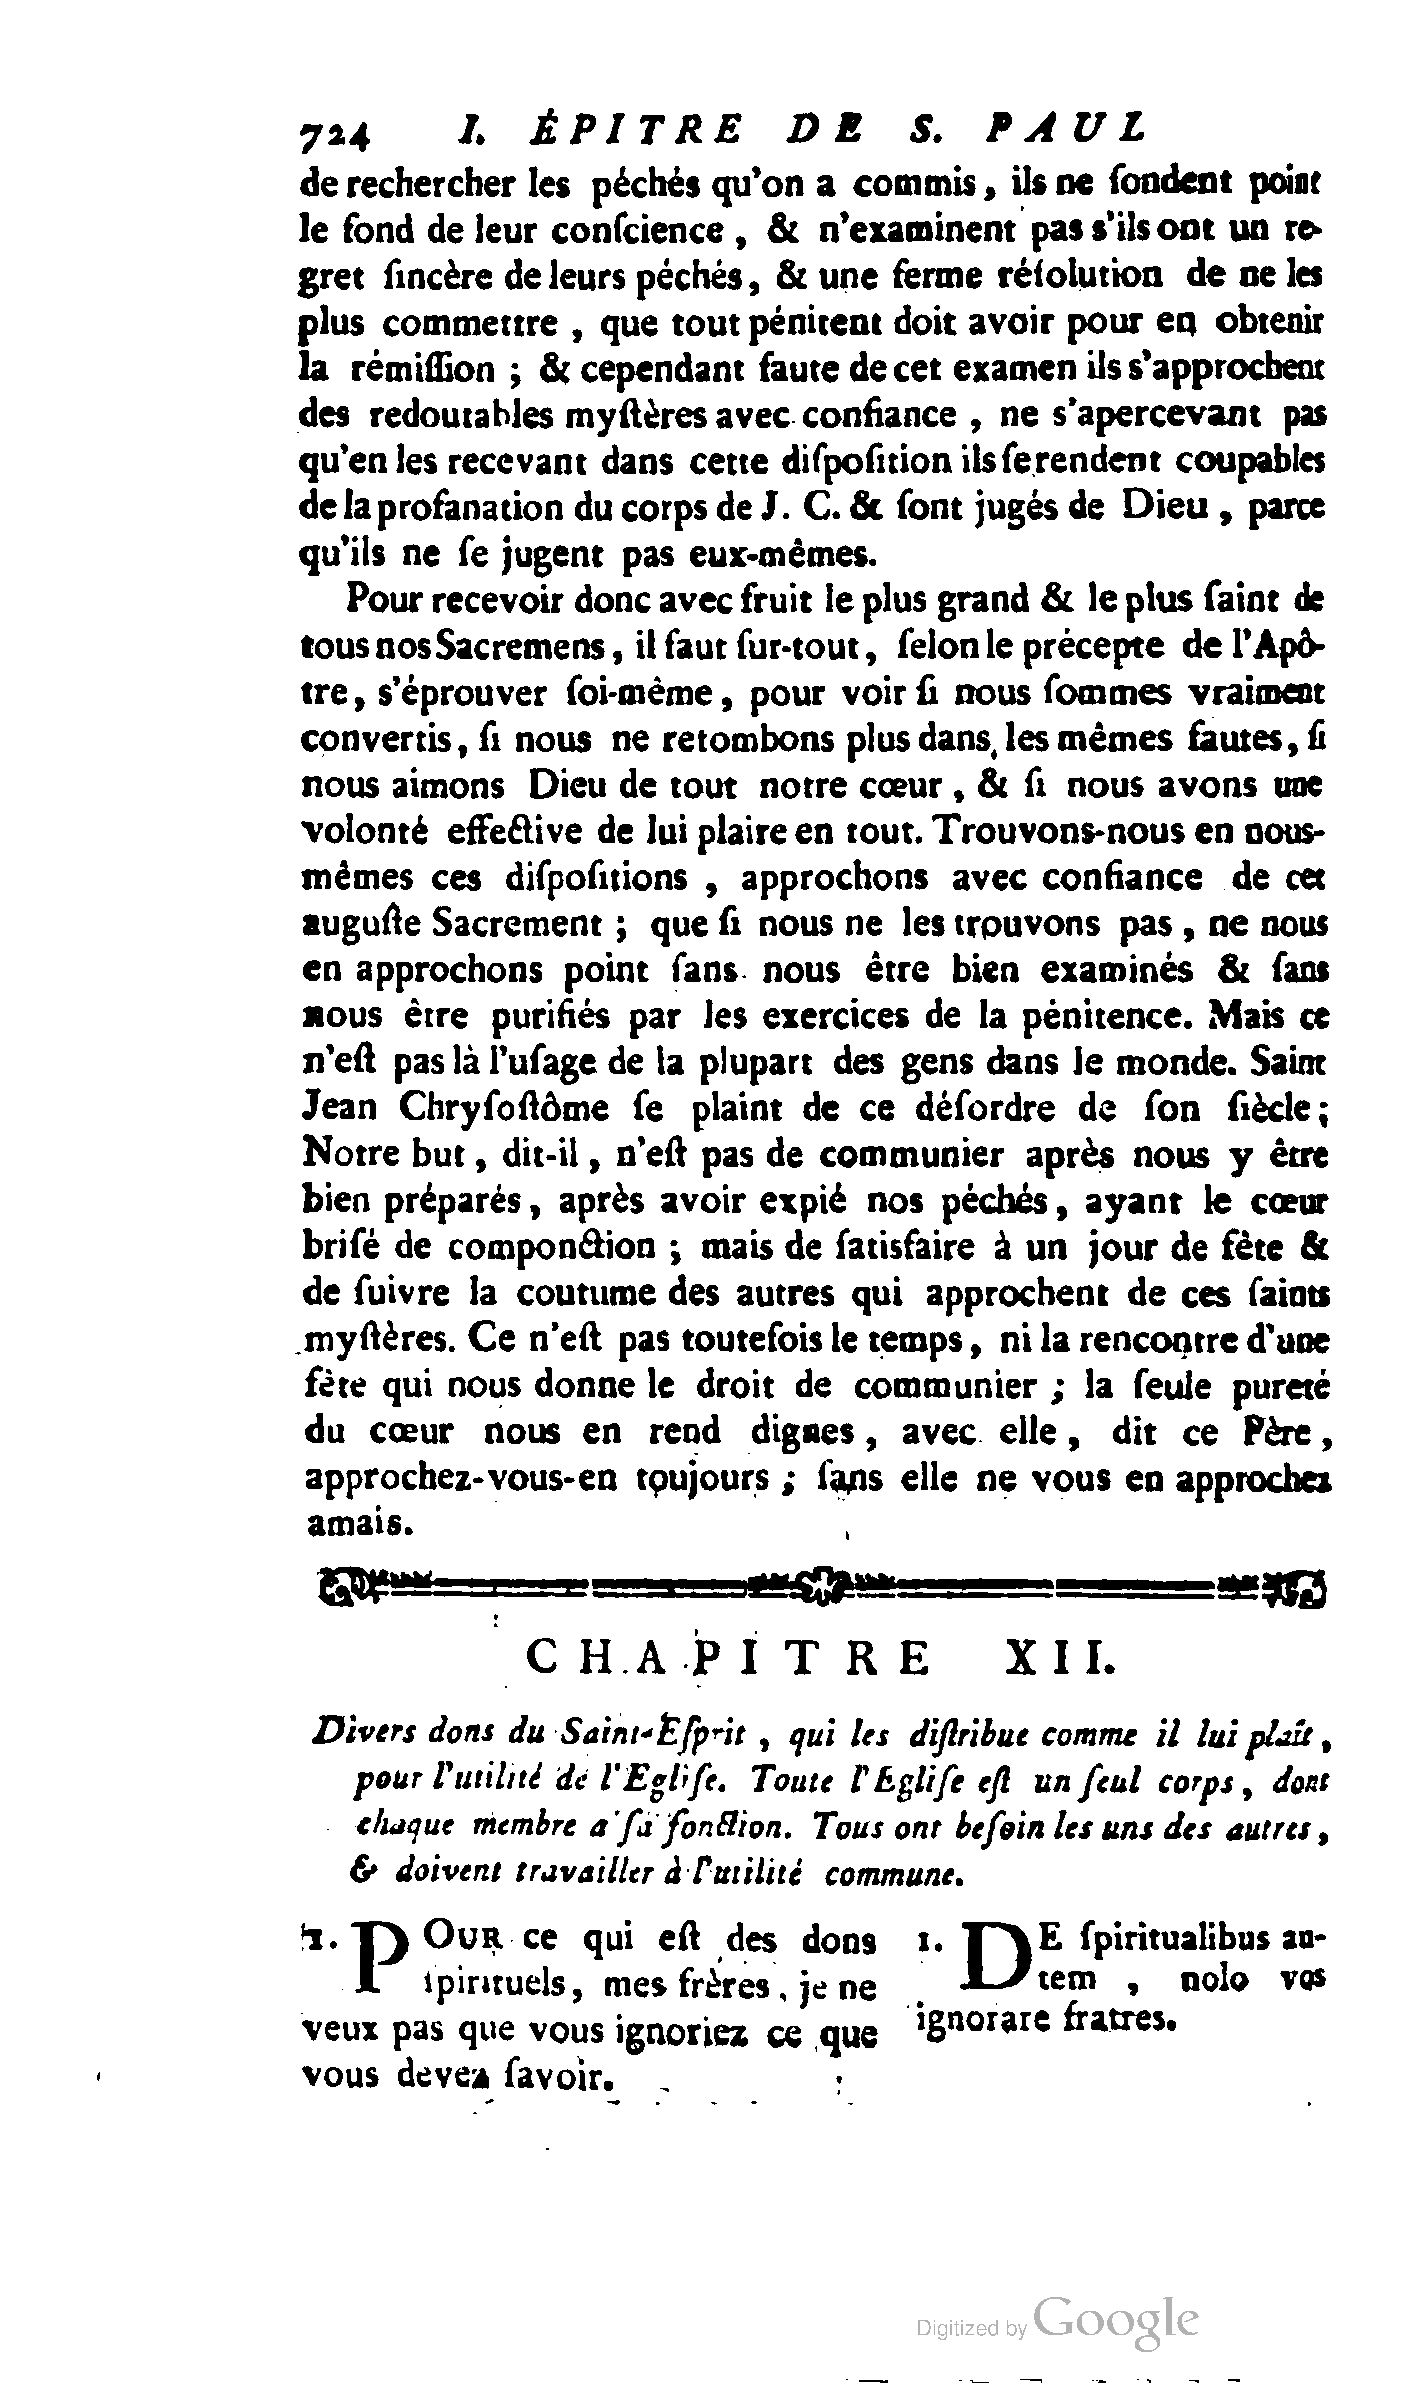 724 I. ÉPITRE DE S. PAUL
de rechercher les péchés qu'on a commis, ils ne ſondent point
le fond de leur conſcience, & n'examinent pas s'ils ont un re-
gret ſincère de leurs péchés, & une ferme réſolution de ne les
plus commettre, que tout pénitent doit avoir pour en obtenir
la rémiſſion ; & cependant faute de cet examen ils s'approchent
des redoutables myſtères avec confiance, ne s'apercevant pas
qu'en les recevant dans cette diſpoſition ils ſe rendent coupables
de la profanation du corps de J. C. & ſont jugés de Dieu, parce
qu'ils ne ſe jugent pas eux-mêmes.
Pour recevoir donc avec fruit le plus grand & le plus ſaint de
tous nos Sacremens, il faut ſur-tout, ſelon le précepte de l'Apô-
tre, s'éprouver ſoi-même, pour voir ſi nous ſommes vraiment
convertis, ſi nous ne retombons plus dans les mêmes fautes, ſi
nous aimons Dieu de tout notre cœur, & ſi nous avons une
volonté effective de lui plaire en tout. Trouvons-nous en nous-
mêmes ces diſpoſitions, approchons avec confiance de cet
auguſte Sacrement ; que ſi nous ne les trouvons pas, ne nous
en approchons point ſans nous être bien examinés & ſans
nous être purifiés par les exercices de la pénitence. Mais ce
n'eſt pas là l'uſage de la plupart des gens dans le monde. Saint
Jean Chryſoſtôme ſe plaint de ce déſordre de ſon ſiècle ;
Notre but, dit-il, n'eſt pas de communier après nous y être
bien préparés, après avoir expié nos péchés, ayant le cœur
briſé de componction ; mais de ſatisfaire à un jour de fête &
de ſuivre la coutume des autres qui approchent de ces ſaints
myſtères. Ce n'eſt pas toutefois le temps, ni la rencontre d'une
fête qui nous donne le droit de communier ; la ſeule pureté
du cœur nous en rend dignes, avec elle, dit ce Père,
approchez-vous-en toujours ; ſans elle ne vous en approchez
amais.
CHAPITRE XII.
Divers dons du Saint-Eſprit, qui les diſtribue comme il lui plaît,
pour l'utilité de l'Egliſe. Toute l'Egliſe eſt un ſeul corps, dont
chaque membre a ſa fonction. Tous ont beſoin les uns des autres,
& doivent travailler à l'utilité commune.
1. POUR ce qui eſt des dons
ſpirituels, mes frères, je ne
veux pas que vous ignoriez ce que
vous devez ſavoir.
1. DE ſpiritualibus au-
tem, nolo vos
ignorare fratres.
Digitized by Google